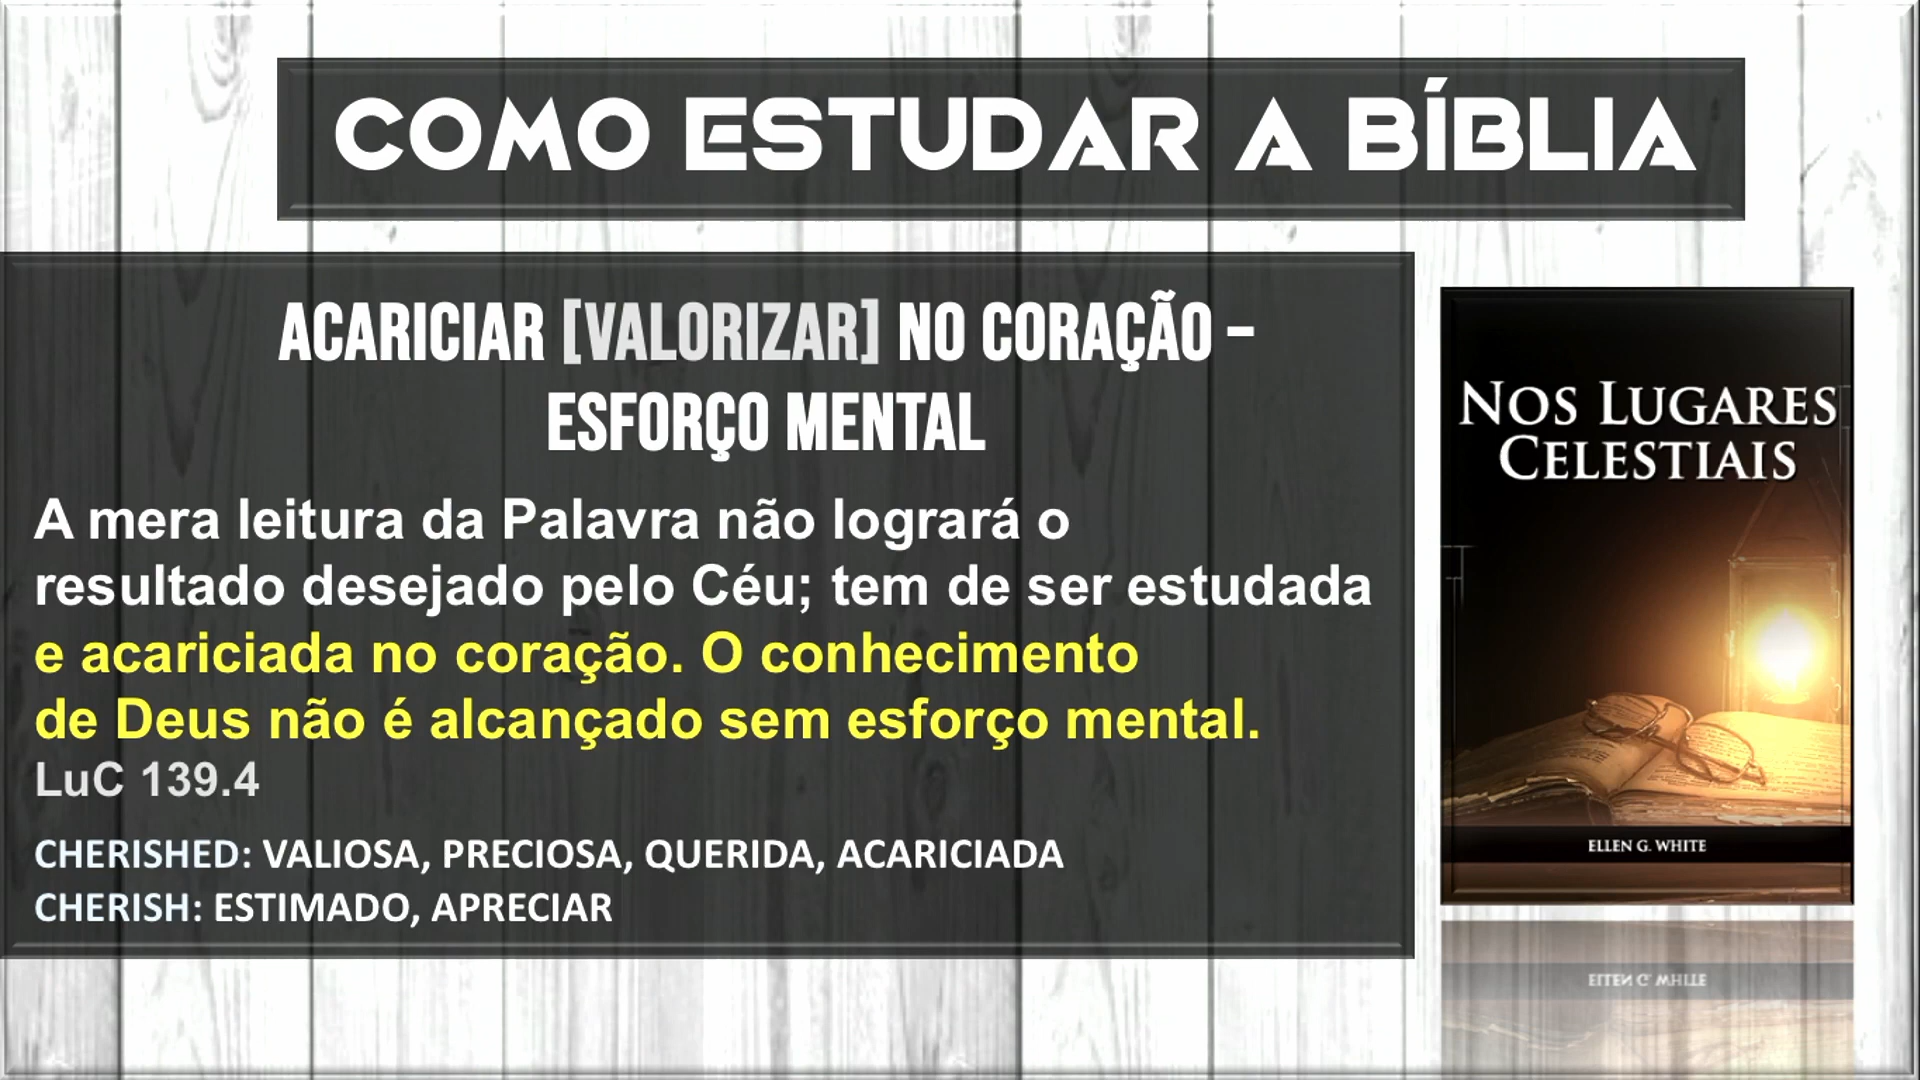 COMO ESTUDAR A BÍBLIA
ACARICIAR [VALORIZAR] NO CORAÇÃO –
ESFORÇO MENTAL
A mera leitura da Palavra não logrará o
resultado desejado pelo Céu; tem de ser estudada
e acariciada no coração. O conhecimento
de Deus não é alcançado sem esforço mental.
LuC 139.4
CHERISHED: VALIOSA, PRECIOSA, QUERIDA, ACARICIADA
CHERISH: ESTIMADO, APRECIAR
NOS LUGARES
CELESTIAIS
ELLEN G. WHITE